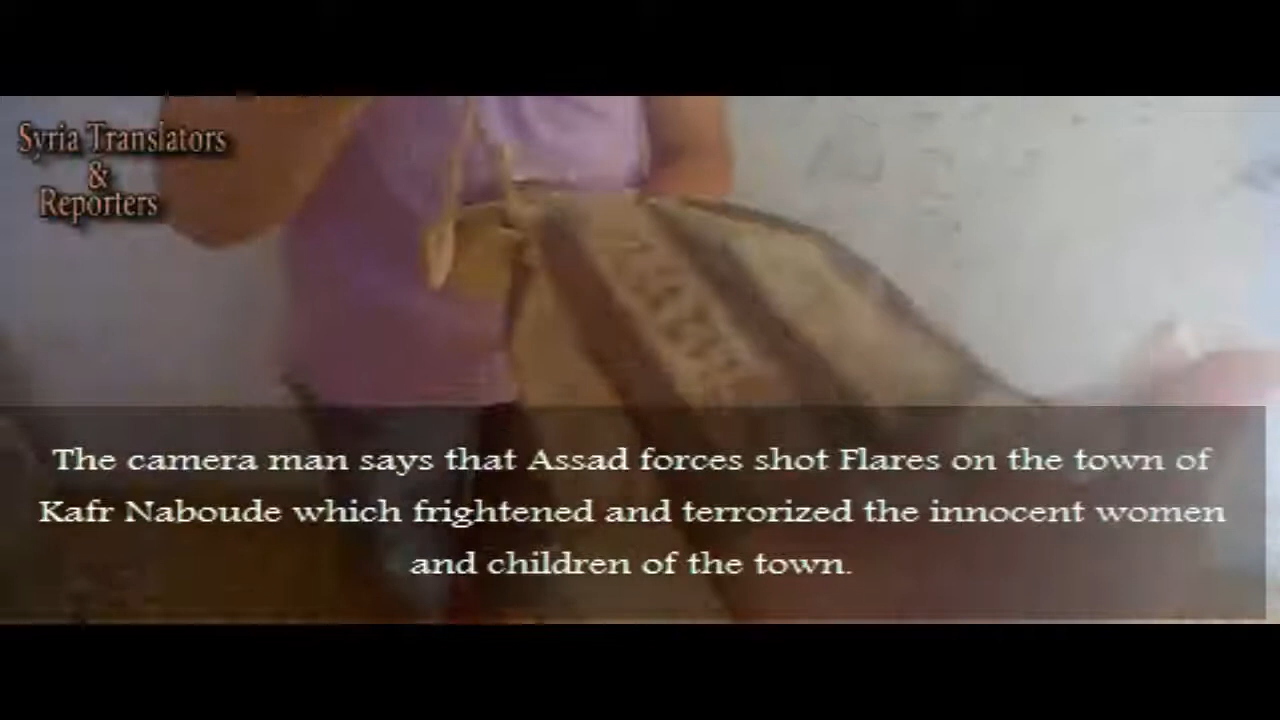 Syria Translators
&
Reporters
The camera man says that Assad forces shot Flares on the town of
Kafr Naboude which frightened and terrorized the innocent women
and children of the town.